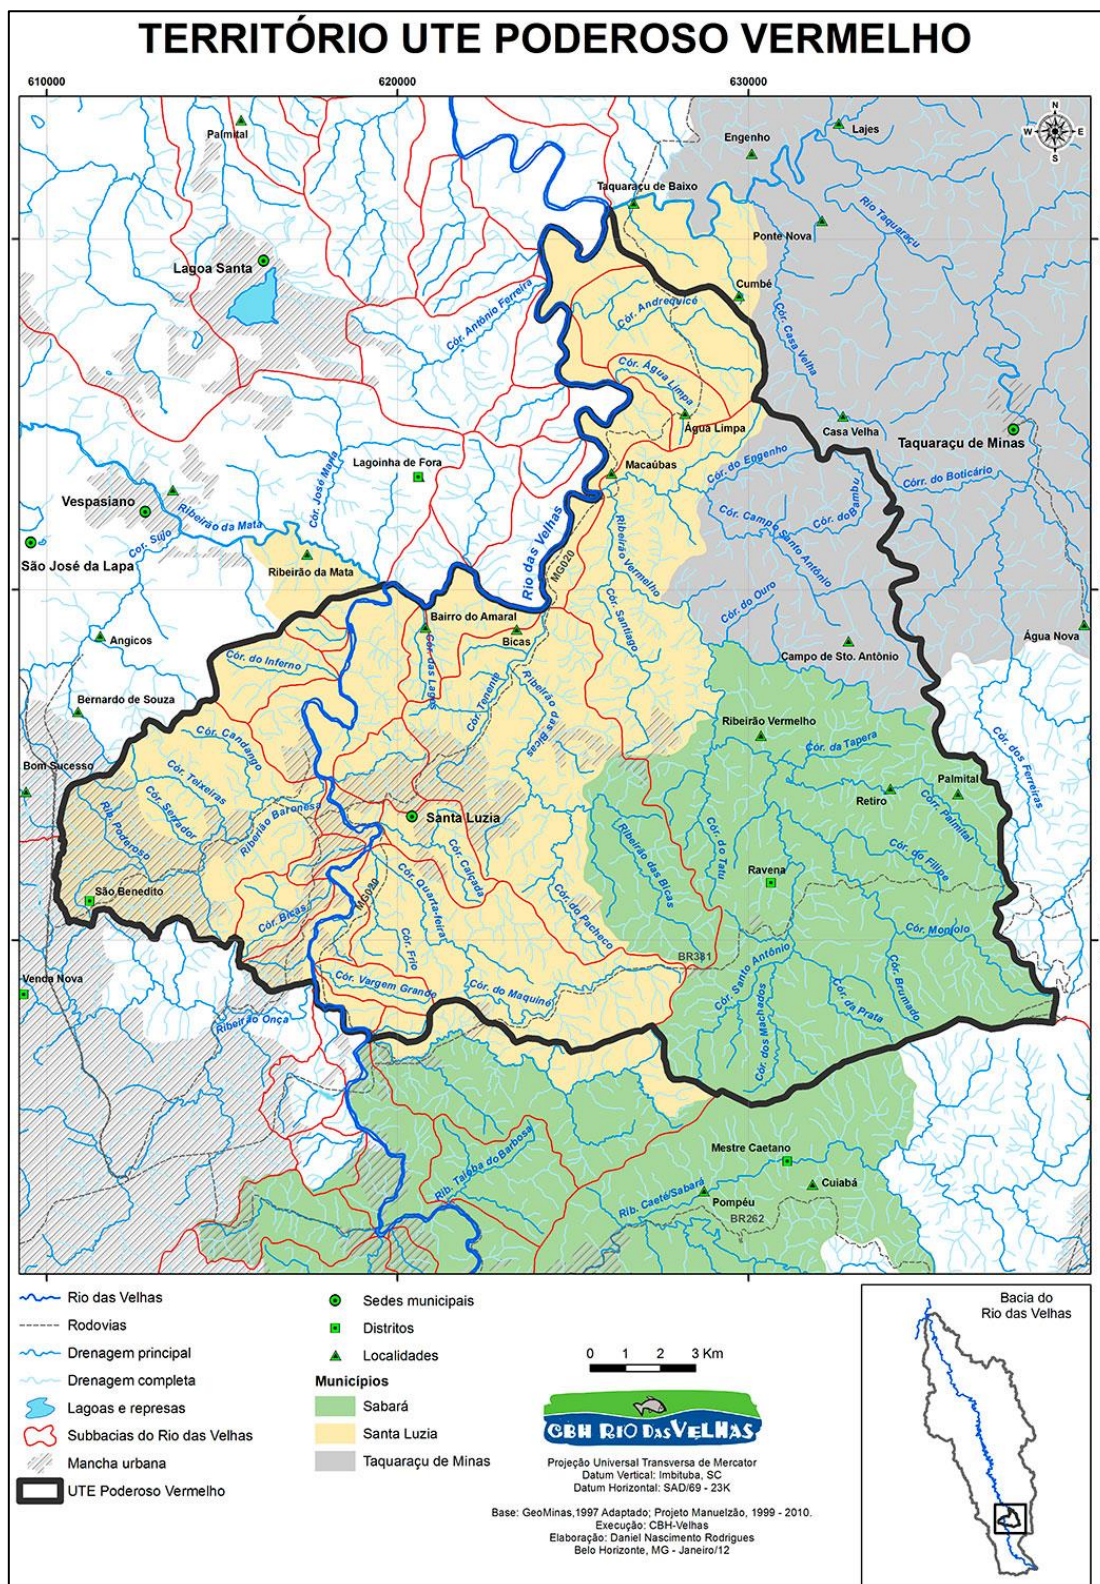 TERRITÓRIO UTE PODEROSO VERMELHO
610000
620000
630000
N
W
E
S
Palmital
Lajes
Engenho
Taquaraçu de Baixo
Rio Taquaraçu
Ponte Nova
Lagoa Santa
Cumbé
Cór. Andrequicé
Cór. Antônio Ferreira
Cór. Casa Velha
Cór. Água Limpa
Água Limpa
Casa Velha
Taquaraçu de Minas
Lagoinha de Fora
Macaúbas
Cór. do Engenho
Córr. do Boticário
Cór. José Maria
Vespasiano
Ribeirão da Mata
Cór. do Bambu
Cór. Campo Santo Antônio
Cor. Sujo
Rio das Velhas
MG020
Ribeirão Vermelho
São José da Lapa
Ribeirão da Mata
Cór. do Ouro
Bairro do Amaral
Cór. Santiago
Angicos
Bicas
Água Nova
Campo de Sto. Antônio
Cór. do Inferno
Cór. das Lages
Cór. Tenente
Ribeirão das Bicas
Bernardo de Souza
Ribeirão Vermelho
Cór. Candango
Cór. da Tapera
Cór. dos Ferreiras
Bom Sucesso
Cór. Teixeiras
Palmital
Retiro
Cór. Serrador
Ribeirão Baronesa
Santa Luzia
Córr. Palmital
Rib. Poderoso
Ribeirão das Bicas
Cór. do Tatu
Cór. Calçada
Cór. do Filipe
Ravena
São Benedito
MG020
Cór. Quarta-feira
Cór. Bicas
Cór. do Pacheco
Cór. Monjolo
Cór. Frio
BR381
Cór. Santo Antônio
Venda Nova
Cór. Vargem Grande
Cór. do Maquiné
Cór. da Prata
Cór. Brumado
Ribeirão Onça
Cór. dos Machados
Rib. Taioba do Barbosa
Mestre Caetano
Rib. Caeté/Sabará
Pompéu
Cuiabá
BR262
Rio das Velhas
Rodovias
Drenagem principal
Drenagem completa
Lagoas e represas
Subbacias do Rio das Velhas
Mancha urbana
UTE Poderoso Vermelho
Sedes municipais
Distritos
Localidades
Municípios
Sabará
Santa Luzia
Taquaraçu de Minas
0 1 2 3 Km
CBH RIO DAS VELHAS
Projeção Universal Transversa de Mercator
Datum Vertical: Imbituba, SC
Datum Horizontal: SAD/69 - 23K
Base: GeoMinas,1997 Adaptado; Projeto Manuelzão, 1999 - 2010.
Execução: CBH-Velhas
Elaboração: Daniel Nascimento Rodrigues
Belo Horizonte, MG - Janeiro/12
Bacia do
Rio das Velhas